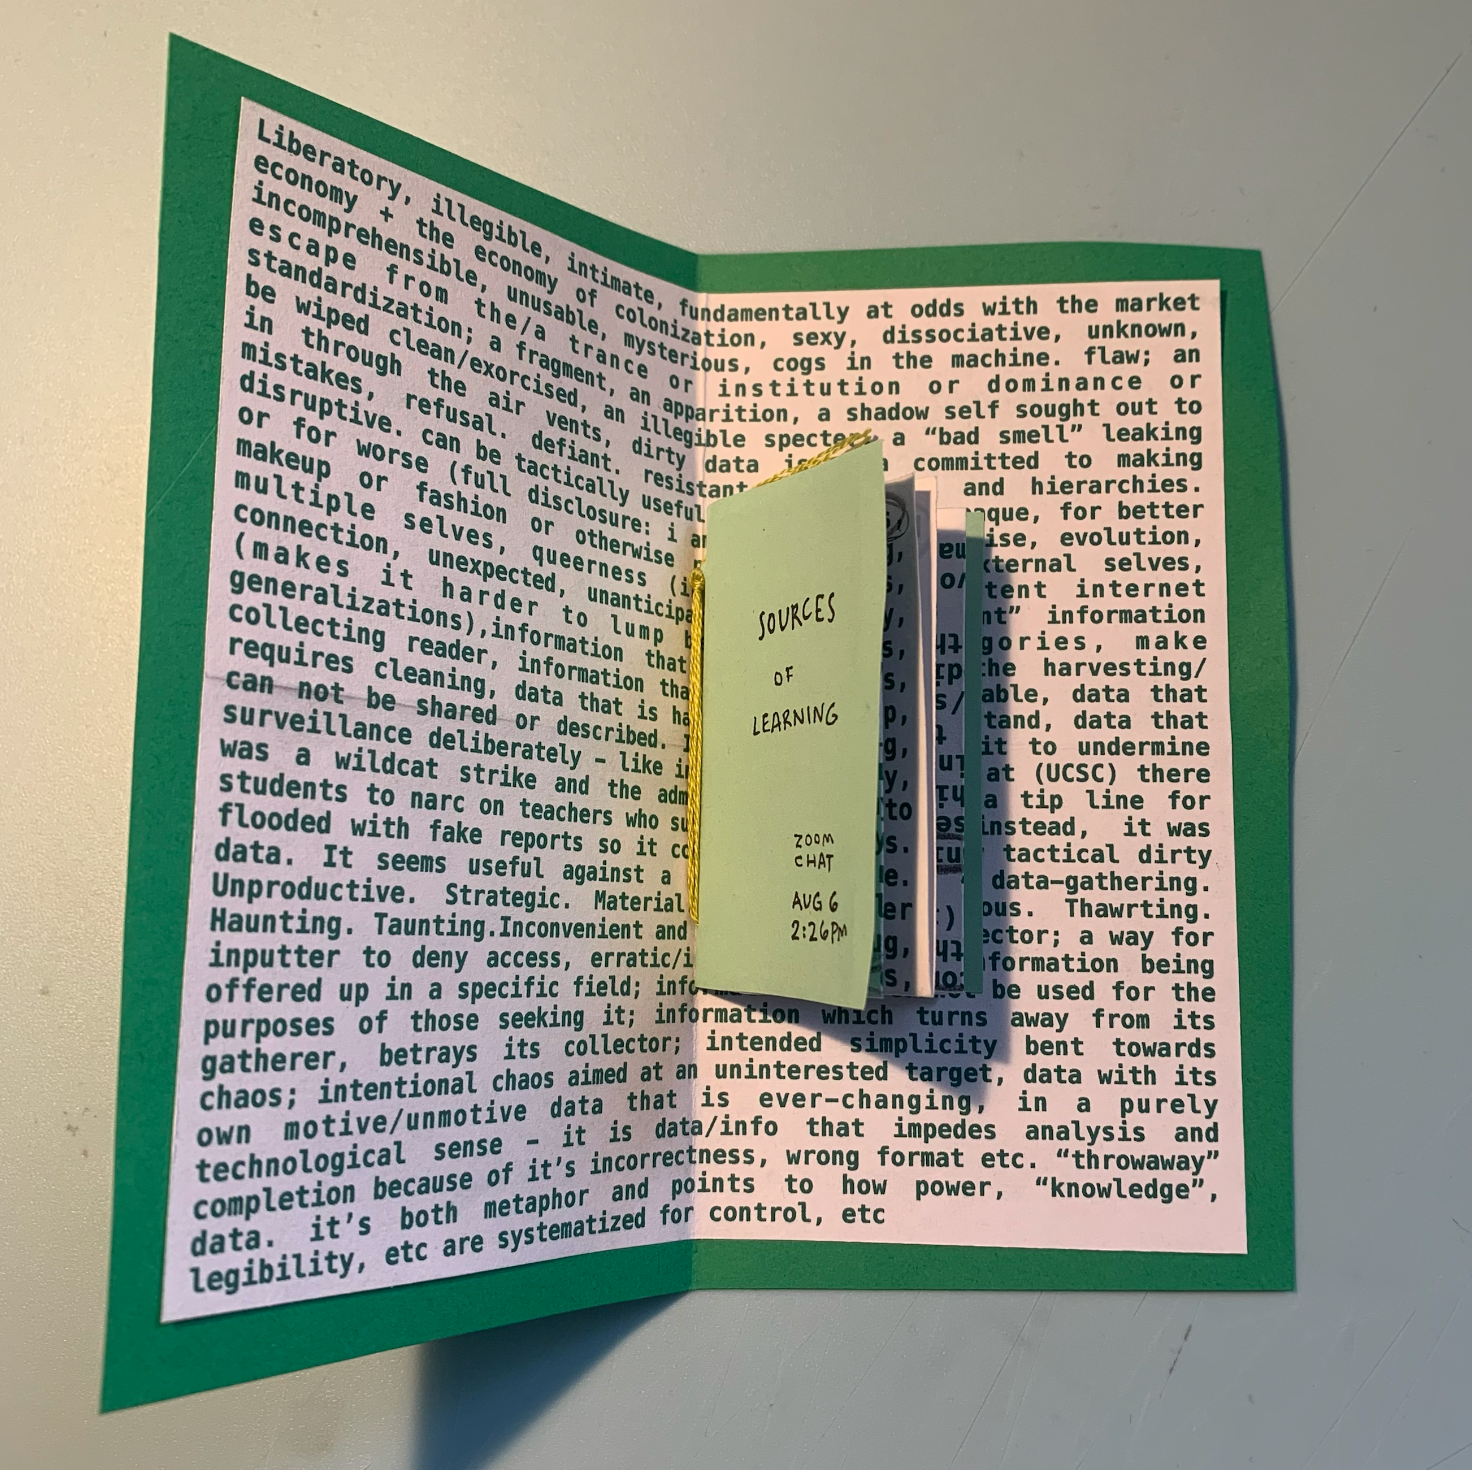 Liberatory, illegible, intimate, fundamentally at odds with the market
economy + the economy of colonization, sexy, dissociative, unknown,
incomprehensible, unusable, mysterious, cogs in the machine. flaw; an
escape from the/a trance or institution or dominance or
standardization; a fragment, an apparition, a shadow self sought out to
be wiped clean/exorcised, an illegible specter, a “bad smell” leaking
in through the air vents, dirty data is a committed to making
mistakes, refusal. defiant. resistant and hierarchies.
disruptive. can be tactically useful for better
or for worse (full disclosure: i evolution,
makeup or fashion or otherwise external selves,
multiple selves, queerness internet
connection, unexpected, information
(makes it harder to lump make
generalizations),information that the harvesting/
collecting reader, information data that
requires cleaning, data that is data that
can not be shared or described. it to undermine
surveillance deliberately – like at (UCSC) there
was a wildcat strike and the a tip line for
students to narc on teachers who instead, it was
flooded with fake reports so it tactical dirty
data. It seems useful against a data-gathering.
Unproductive. Strategic. Material Thawrting.
Haunting. Taunting.Inconvenient and a way for
inputter to deny access, information being
offered up in a specific field; be used for the
purposes of those seeking it; information which turns away from its
gatherer, betrays its collector; intended simplicity bent towards
chaos; intentional chaos aimed at an uninterested target, data with its
own motive/unmotive data that is ever-changing, in a purely
technological sense – it is data/info that impedes analysis and
completion because of it’s incorrectness, wrong format etc. “throwaway”
data. it’s both metaphor and points to how power, “knowledge”,
legibility, etc are systematized for control, etc
SOURCES
OF
LEARNING
ZOOM
CHAT
AUG 6
2:26PM